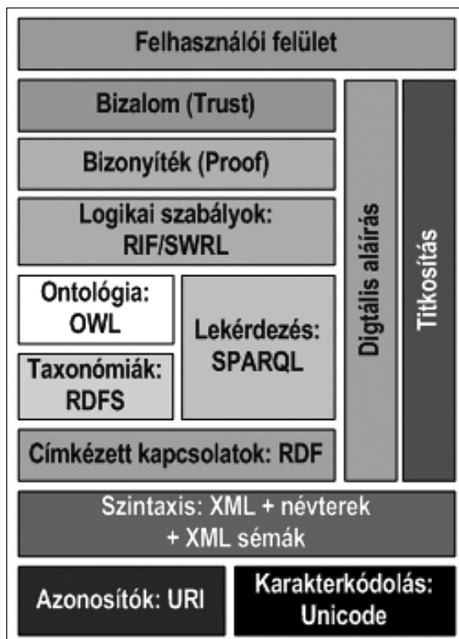 Felhasználói felület
Bizalom (Trust)
Bizonyíték (Proof)
Logikai szabályok:
RIF/SWRL
Ontológia:
OWL
Taxonómiák:
RDFS
Lekérdezés:
SPARQL
Címkézett kapcsolatok: RDF
Digtális aláírás
Titkosítás
Szintaxis: XML + névterek
+ XML sémák
Azonosítók: URI
Karakterkódolás:
Unicode